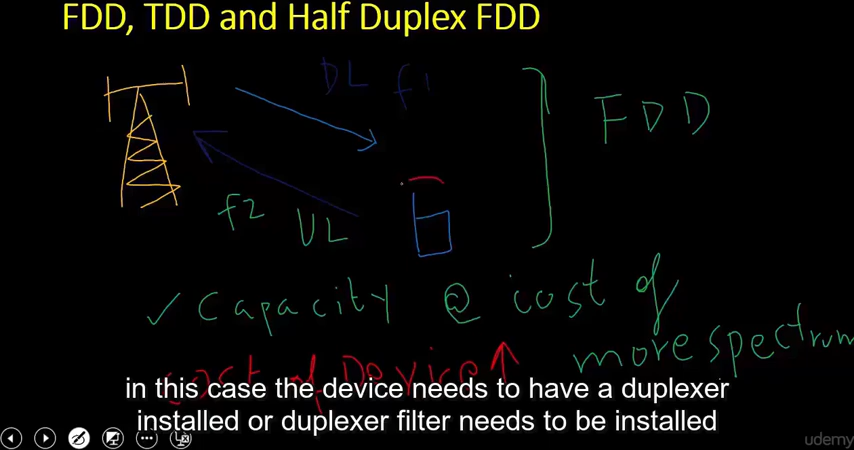 FDD, TDD and Half Duplex FDD
DL f1
FDD
f2 UL
✓ Capacity @ cost of
more spectrum
Cost of Device ↑
in this case the device needs to have a duplexer
installed or duplexer filter needs to be installed
udemy